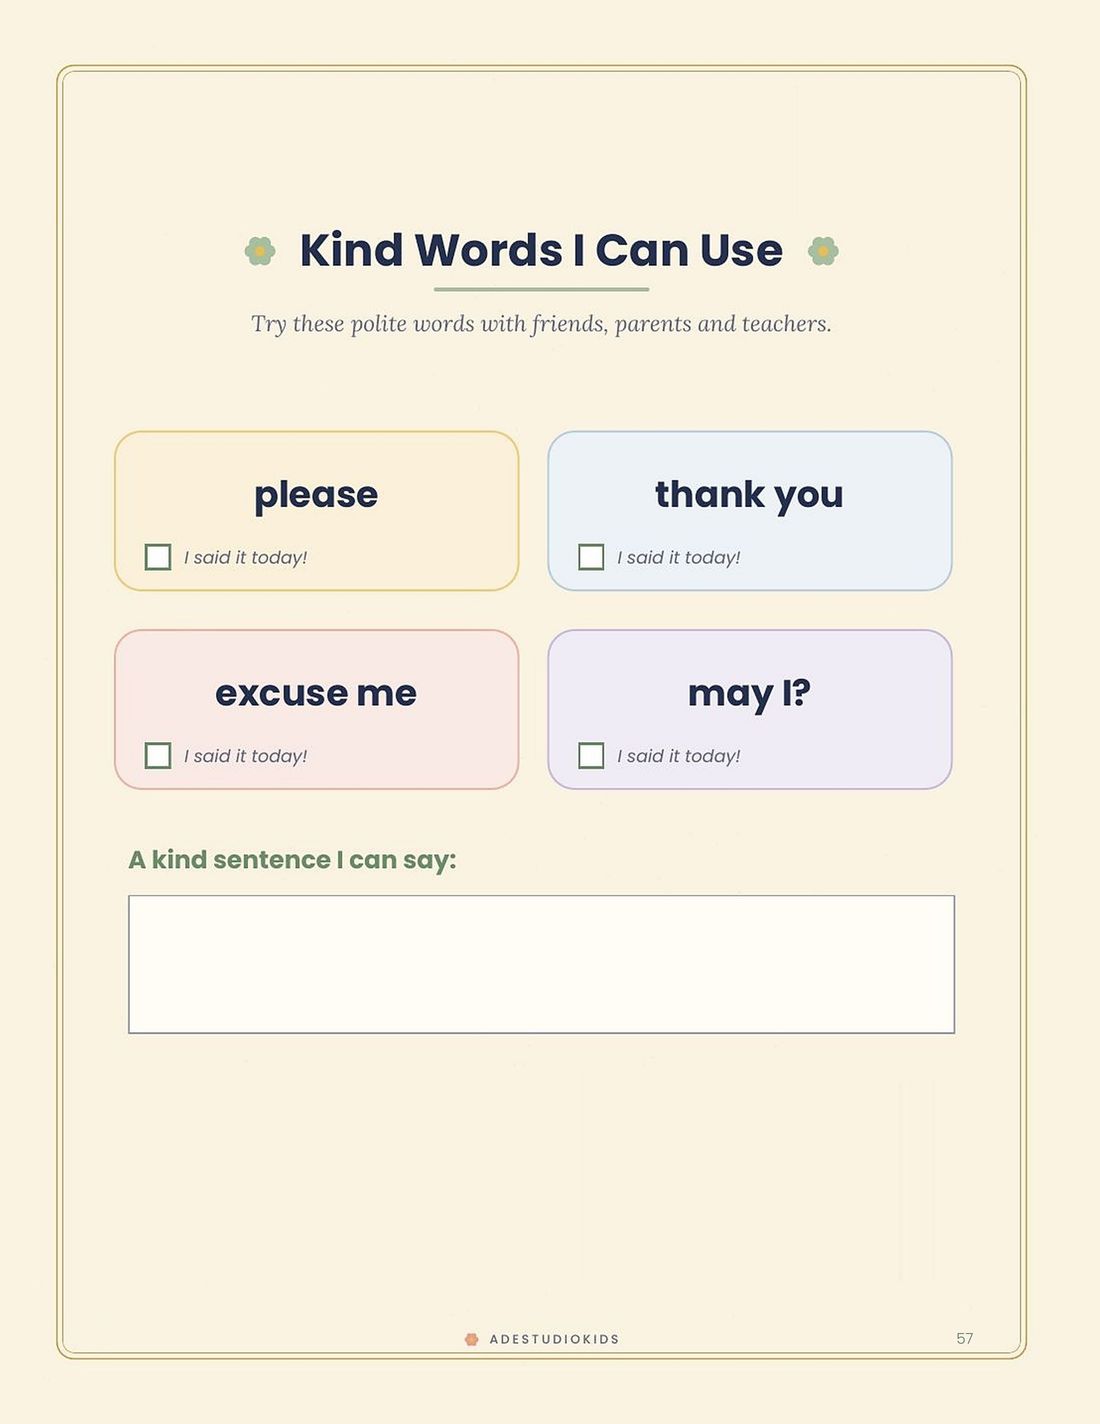 Kind Words I Can Use
Try these polite words with friends, parents and teachers.
please
I said it today!
thank you
I said it today!
excuse me
I said it today!
may I?
I said it today!
A kind sentence I can say:
ADESTUDIOKIDS
57